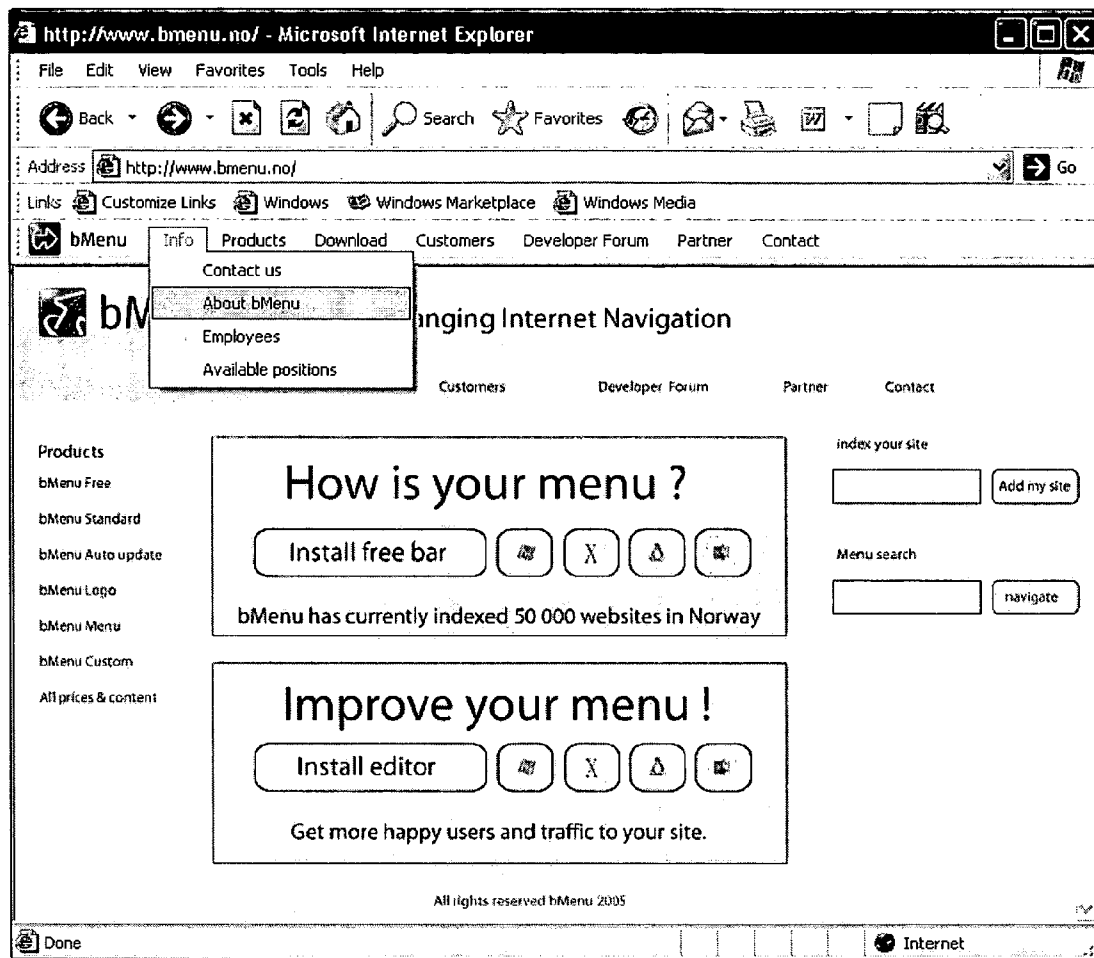 http://www.bmenu.no/ - Microsoft Internet Explorer
File Edit View Favorites Tools Help
Back Search Favorites
Address http://www.bmenu.no/ Go
Links Customize Links Windows Windows Marketplace Windows Media
bMenu Info Products Download Customers Developer Forum Partner Contact
Contact us
About bMenu
Employees
Available positions
anging Internet Navigation
Customers Developer Forum Partner Contact
Products
bMenu Free
bMenu Standard
bMenu Auto update
bMenu Logo
bMenu Menu
bMenu Custom
All prices & content
How is your menu ?
Install free bar X
bMenu has currently indexed 50 000 websites in Norway
Improve your menu !
Install editor X
Get more happy users and traffic to your site.
index your site
Add my site
Menu search
navigate
All rights reserved bMenu 2005
Done Internet